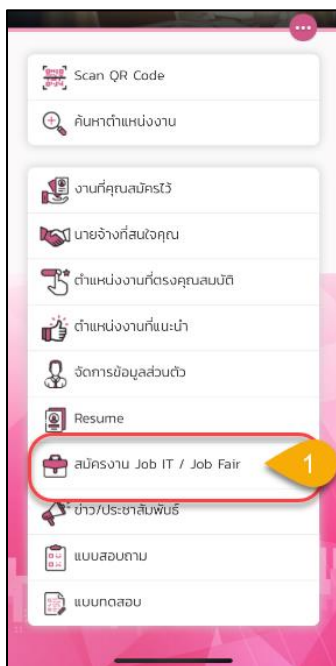 Scan QR Code
ค้นหาตำแหน่งงาน
งานที่คุณสมัครไว้
นายจ้างที่สนใจคุณ
ตำแหน่งงานที่ตรงคุณสมบัติ
ตำแหน่งงานที่แนะนำ
จัดการข้อมูลส่วนตัว
Resume
สมัครงาน Job IT / Job Fair
1
ข่าว/ประชาสัมพันธ์
แบบสอบถาม
แบบทดสอบ